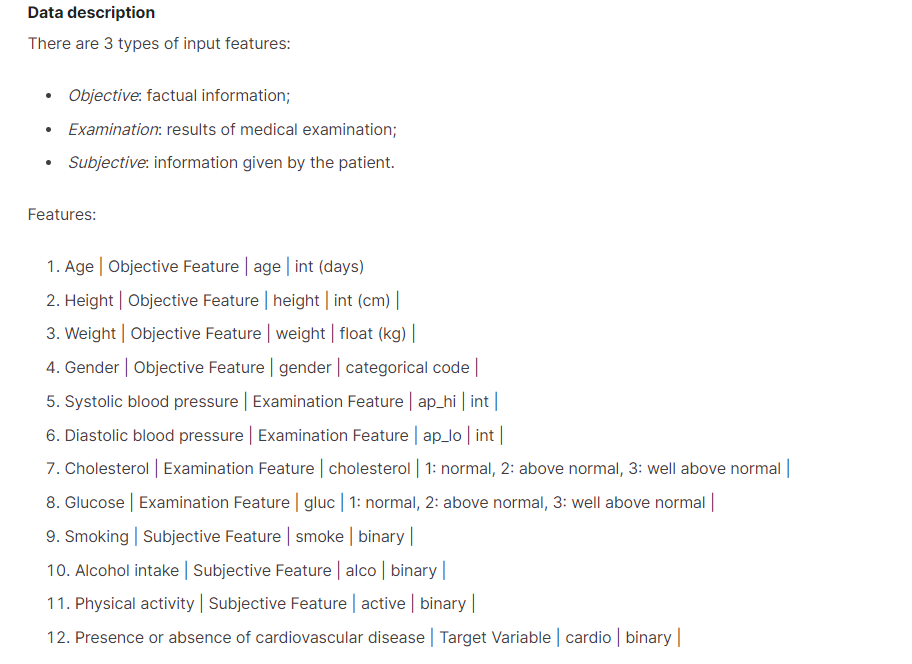 Data description
There are 3 types of input features:
• Objective: factual information;
• Examination: results of medical examination;
• Subjective: information given by the patient.
Features:
1. Age | Objective Feature | age | int (days)
2. Height | Objective Feature | height | int (cm) |
3. Weight | Objective Feature | weight | float (kg) |
4. Gender | Objective Feature | gender | categorical code |
5. Systolic blood pressure | Examination Feature | ap_hi | int |
6. Diastolic blood pressure | Examination Feature | ap_lo | int |
7. Cholesterol | Examination Feature | cholesterol | 1: normal, 2: above normal, 3: well above normal |
8. Glucose | Examination Feature | gluc | 1: normal, 2: above normal, 3: well above normal |
9. Smoking | Subjective Feature | smoke | binary |
10. Alcohol intake | Subjective Feature | alco | binary |
11. Physical activity | Subjective Feature | active | binary |
12. Presence or absence of cardiovascular disease | Target Variable | cardio | binary |